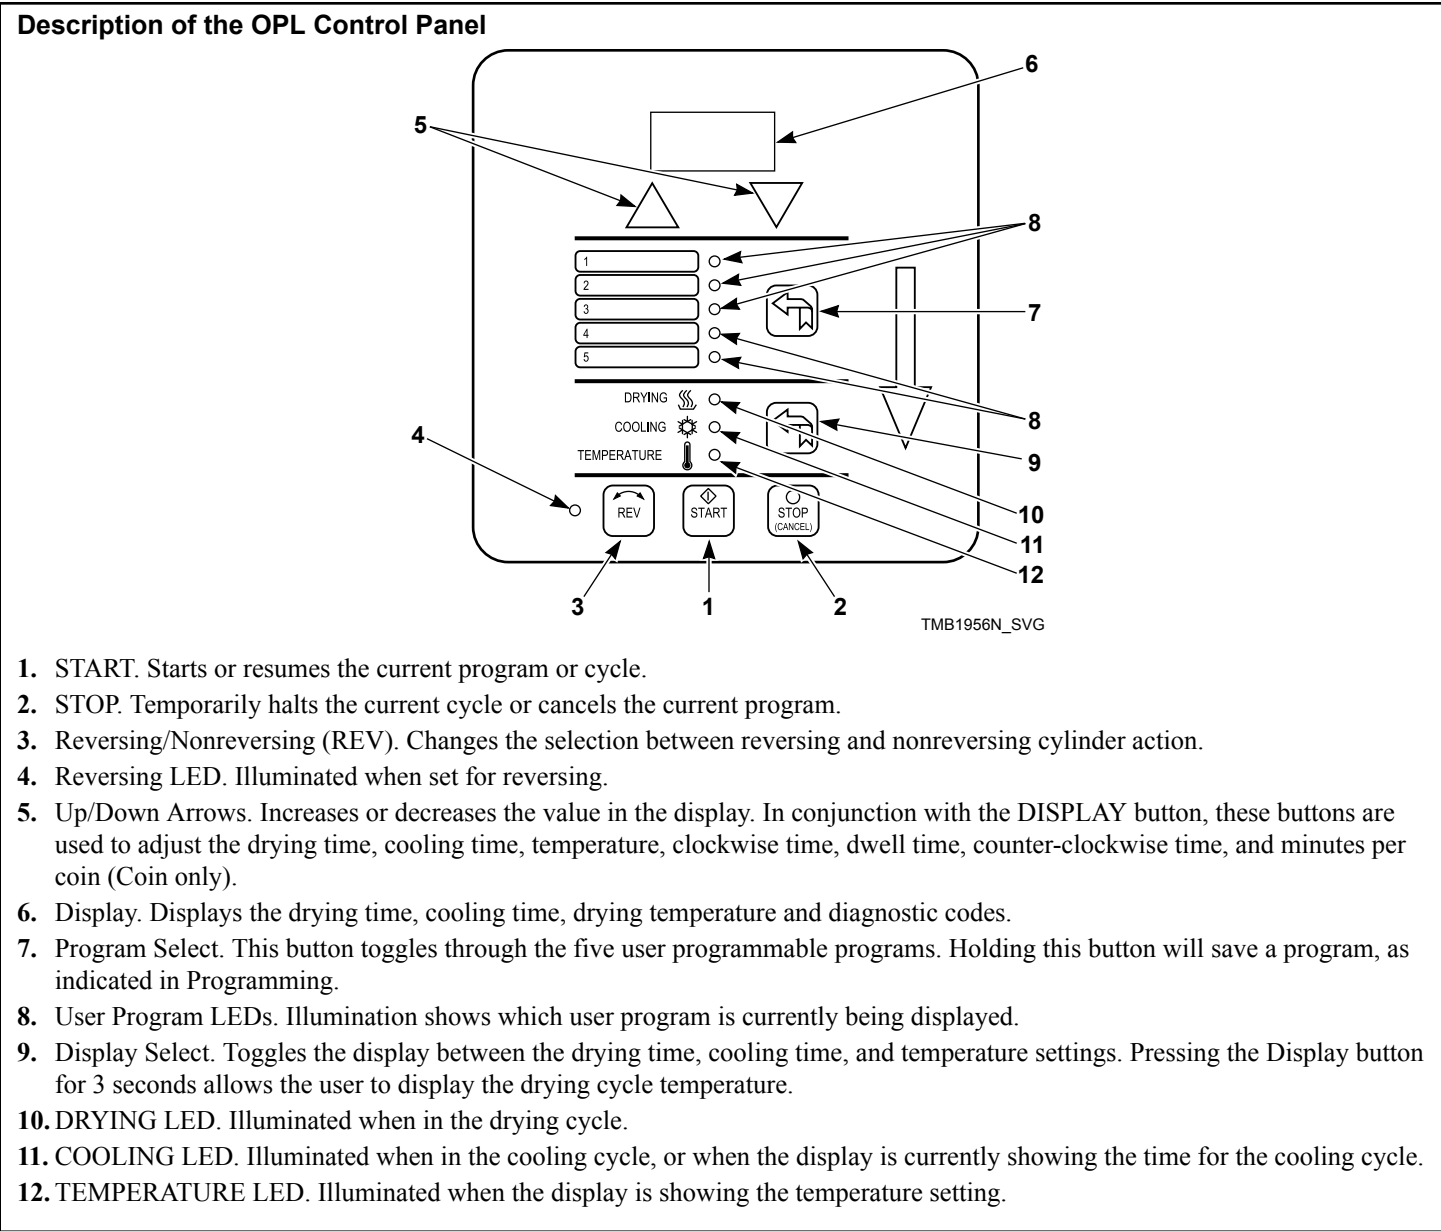 Description of the OPL Control Panel
6
5
8
1
2
3
7
4
5
DRYING
8
COOLING
4
9
TEMPERATURE
10
REV
START
STOP
(CANCEL)
11
12
3
1
2
TMB1956N_SVG
1. START. Starts or resumes the current program or cycle.
2. STOP. Temporarily halts the current cycle or cancels the current program.
3. Reversing/Nonreversing (REV). Changes the selection between reversing and nonreversing cylinder action.
4. Reversing LED. Illuminated when set for reversing.
5. Up/Down Arrows. Increases or decreases the value in the display. In conjunction with the DISPLAY button, these buttons are
used to adjust the drying time, cooling time, temperature, clockwise time, dwell time, counter-clockwise time, and minutes per
coin (Coin only).
6. Display. Displays the drying time, cooling time, drying temperature and diagnostic codes.
7. Program Select. This button toggles through the five user programmable programs. Holding this button will save a program, as
indicated in Programming.
8. User Program LEDs. Illumination shows which user program is currently being displayed.
9. Display Select. Toggles the display between the drying time, cooling time, and temperature settings. Pressing the Display button
for 3 seconds allows the user to display the drying cycle temperature.
10. DRYING LED. Illuminated when in the drying cycle.
11. COOLING LED. Illuminated when in the cooling cycle, or when the display is currently showing the time for the cooling cycle.
12. TEMPERATURE LED. Illuminated when the display is showing the temperature setting.